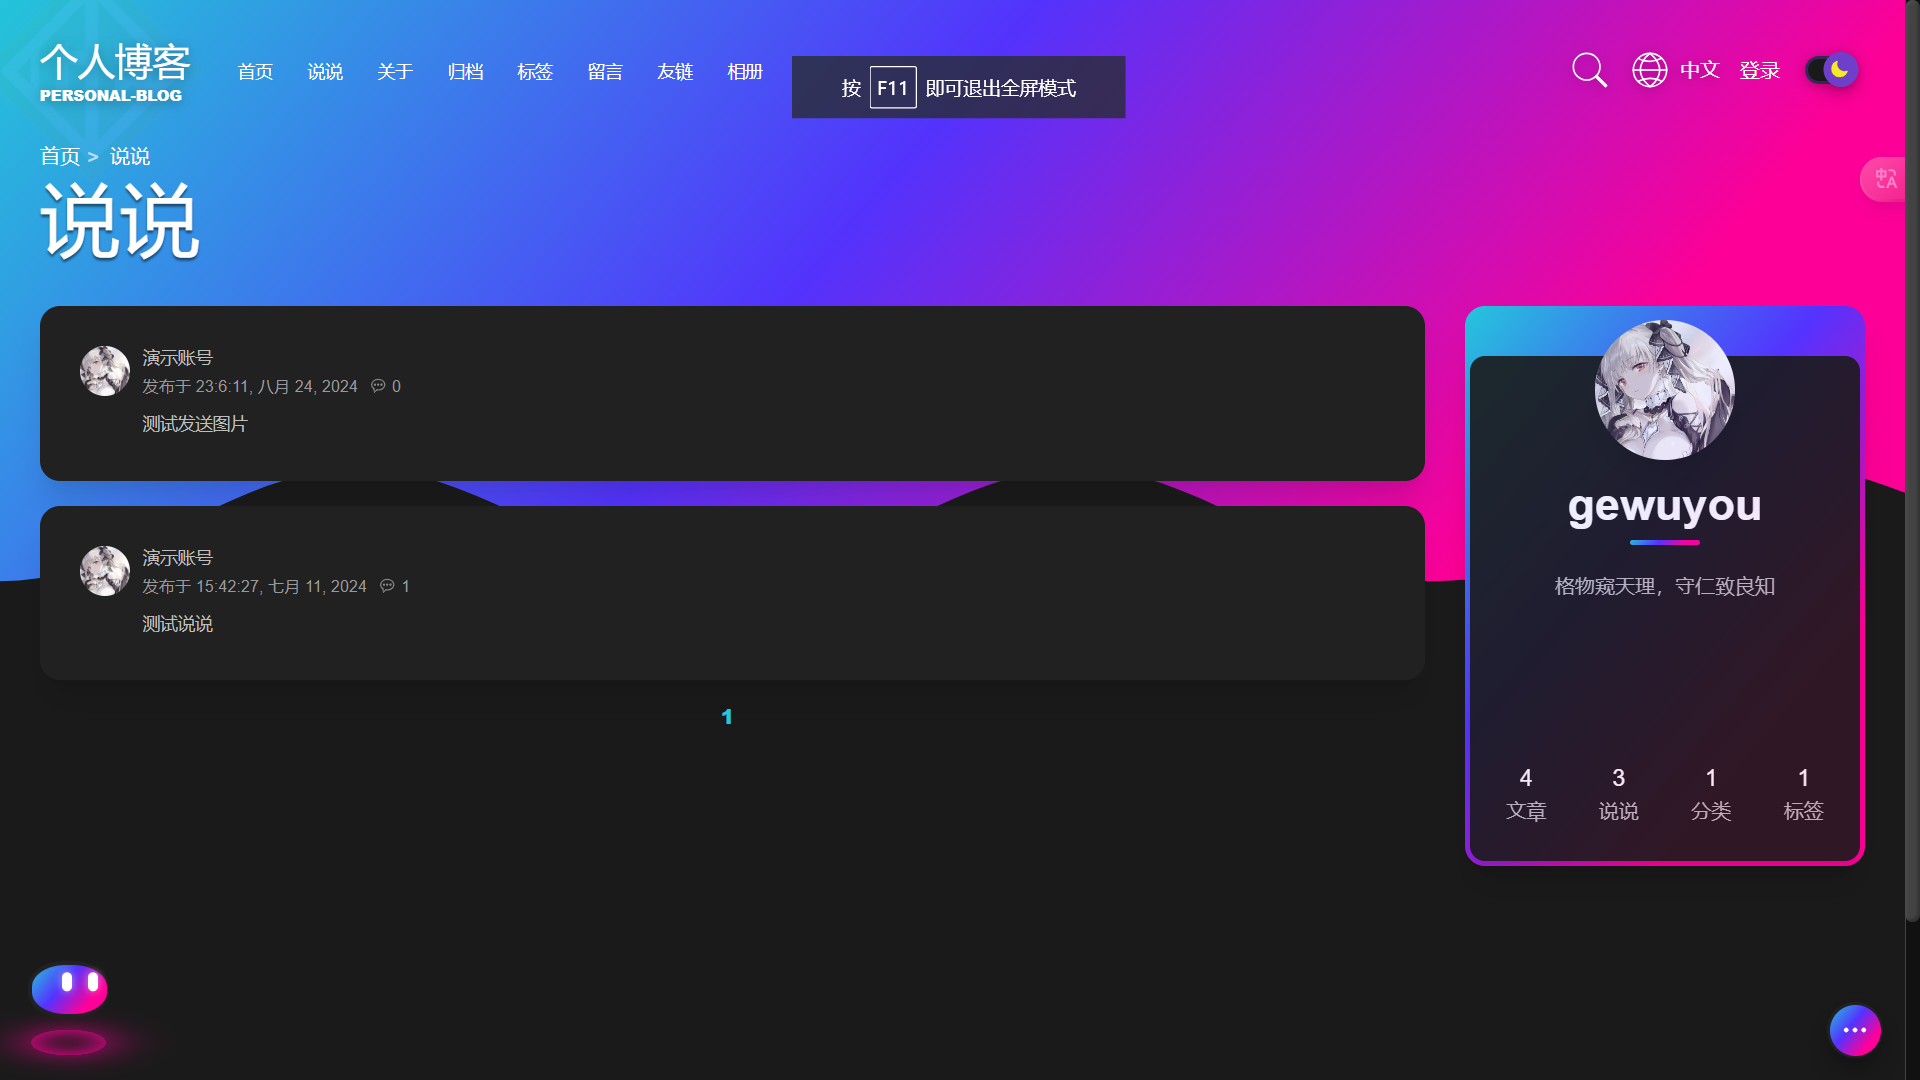 个人博客
PERSONAL-BLOG
首页 说说 关于 归档 标签 留言 友链 相册
按 F11 即可退出全屏模式
中文 登录
首页 > 说说
说说
演示账号
发布于 23:6:11, 八月 24, 2024 0
测试发送图片
演示账号
发布于 15:42:27, 七月 11, 2024 1
测试说说
1
gewuyou
格物窥天理，守仁致良知
4 3 1 1
文章 说说 分类 标签